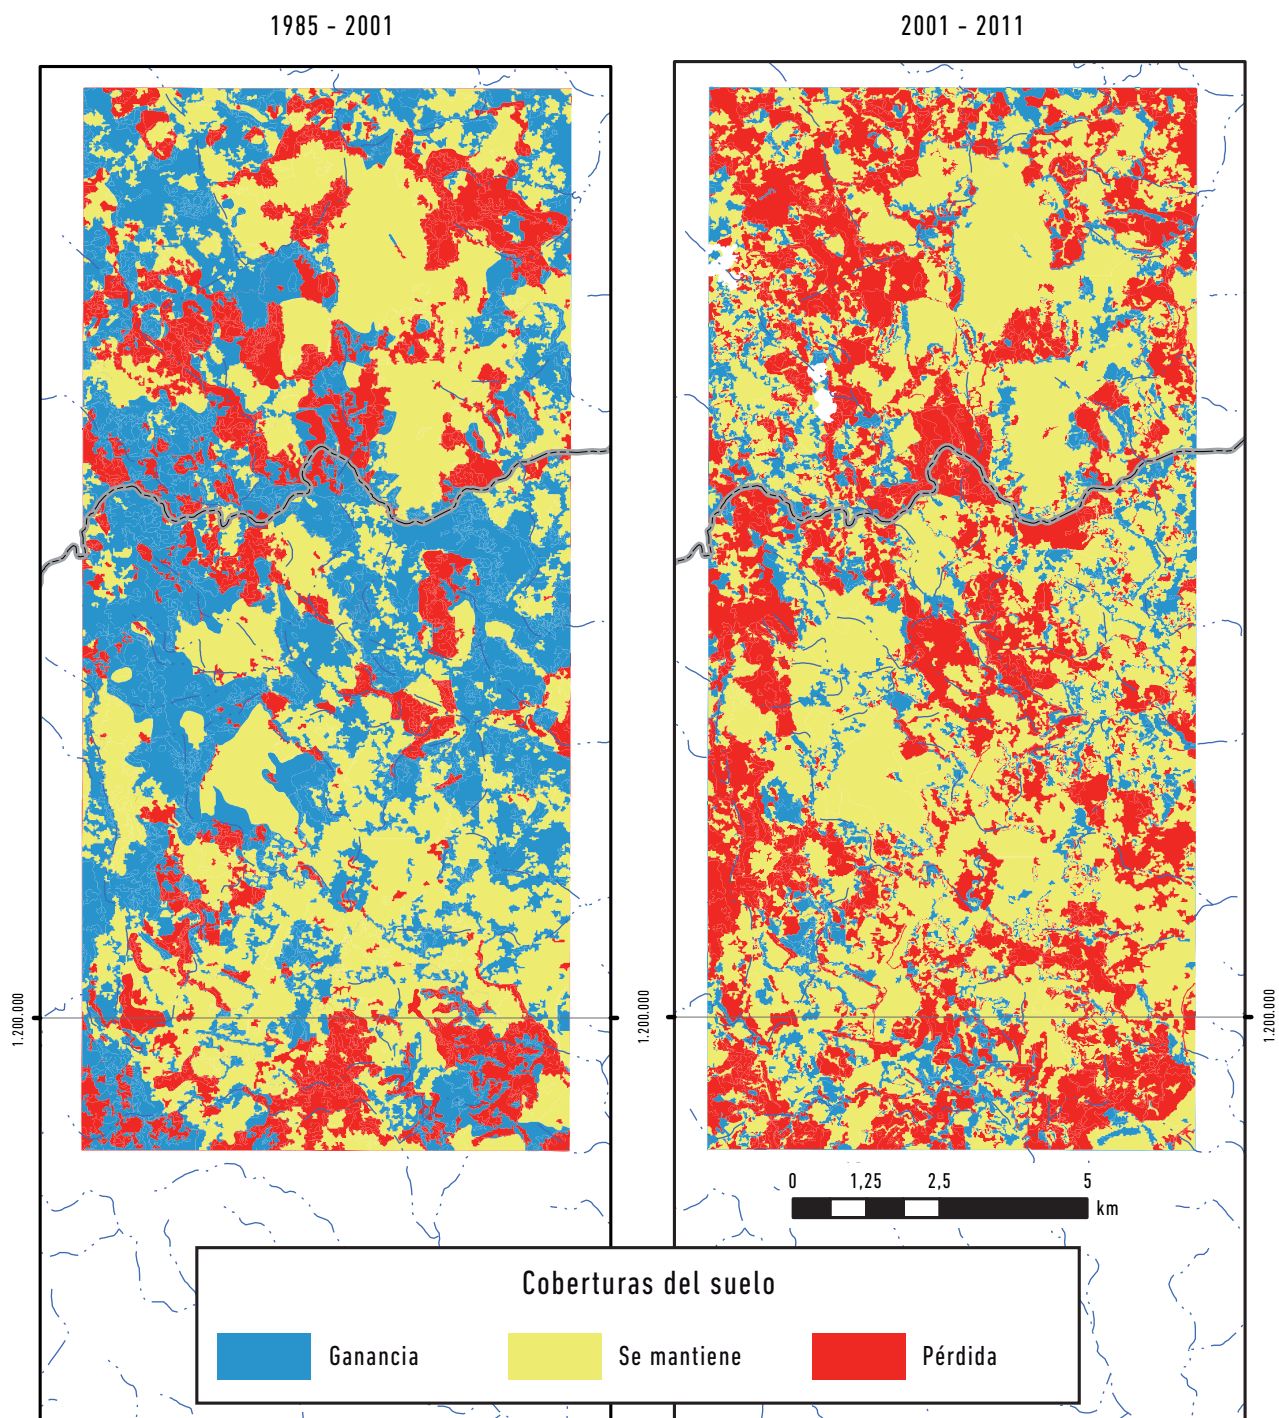 1985 - 2001
2001 - 2011
1.200.000
1.200.000
1.200.000
0 1,25 2,5 5
km
Coberturas del suelo
Ganancia
Se mantiene
Pérdida